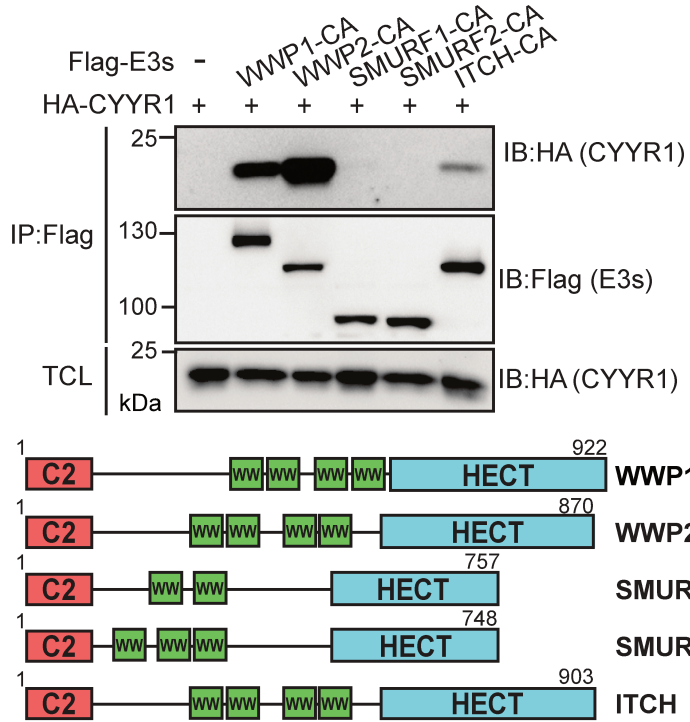 Flag-E3s - WWP1-CA WWP2-CA SMURF1-CA SMURF2-CA ITCH-CA
HA-CYYR1 + + + + + +
25
IB:HA (CYYR1)
IP:Flag
130
100
IB:Flag (E3s)
25
TCL
kDa
IB:HA (CYYR1)
1 922
C2 WW WW WW WW HECT WWP1
1 870
C2 WW WW WW WW HECT WWP2
1 757
C2 WW WW HECT SMUR
1 748
C2 WW WW WW HECT SMUR
1 903
C2 WW WW WW WW HECT ITCH